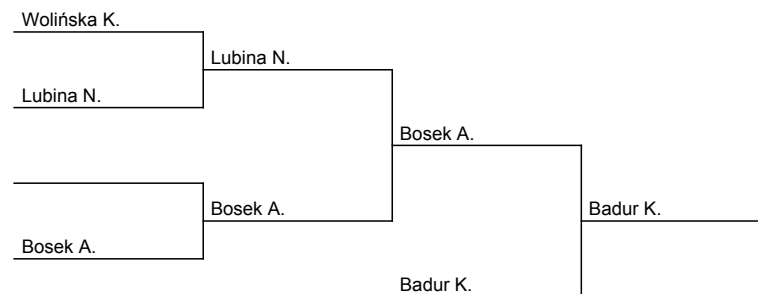 Wolińska K.
Lubina N.
Lubina N.
Bosek A.
Bosek A.
Badur K.
Bosek A.
Badur K.